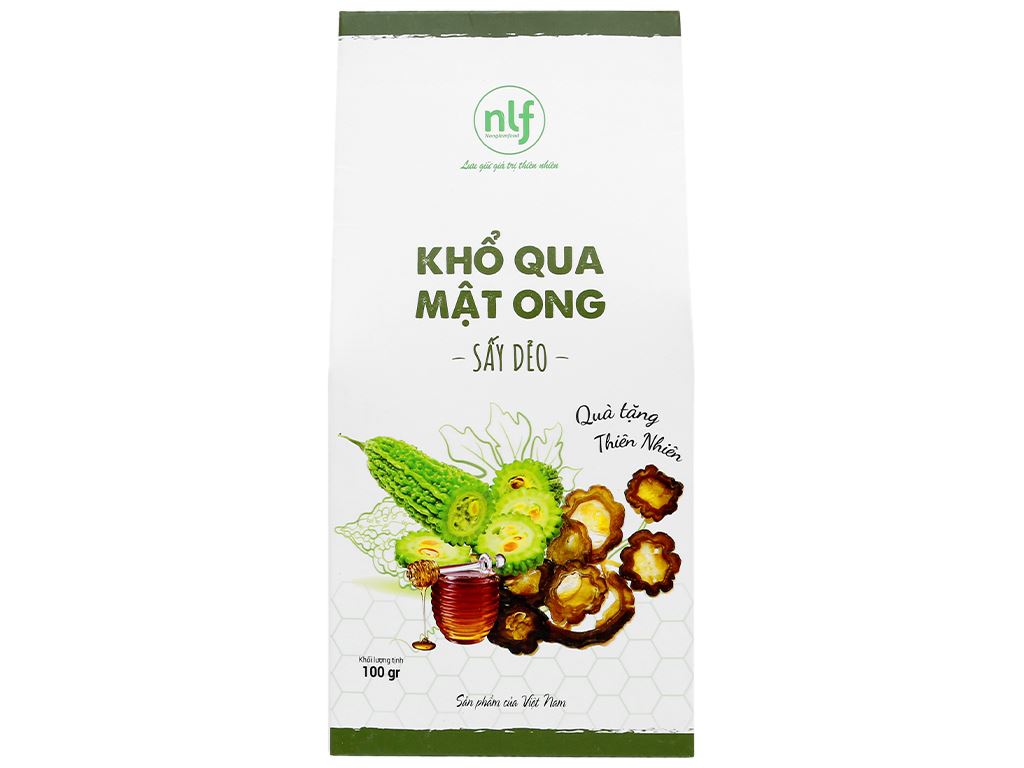 nlf
Nonglamfood
Lưu giữ giá trị thiên nhiên
KHỔ QUA
MẬT ONG
– SẤY DẺO –
Quà tặng
Thiên Nhiên
Khối lượng tịnh
100 gr
Sản phẩm của Việt Nam